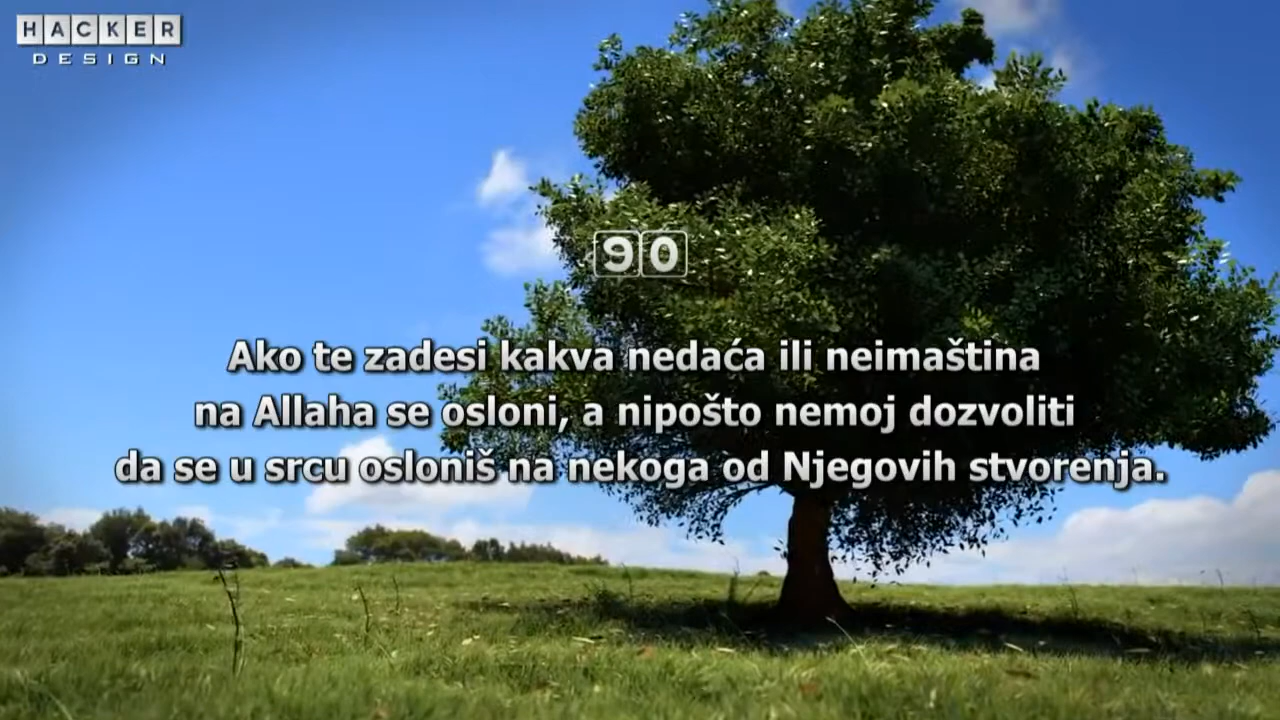 HACKER
DESIGN
90
Ako te zadesi kakva nedaća ili neimaština
na Allaha se osloni, a nipošto nemoj dozvoliti
da se u srcu osloniš na nekoga od Njegovih stvorenja.